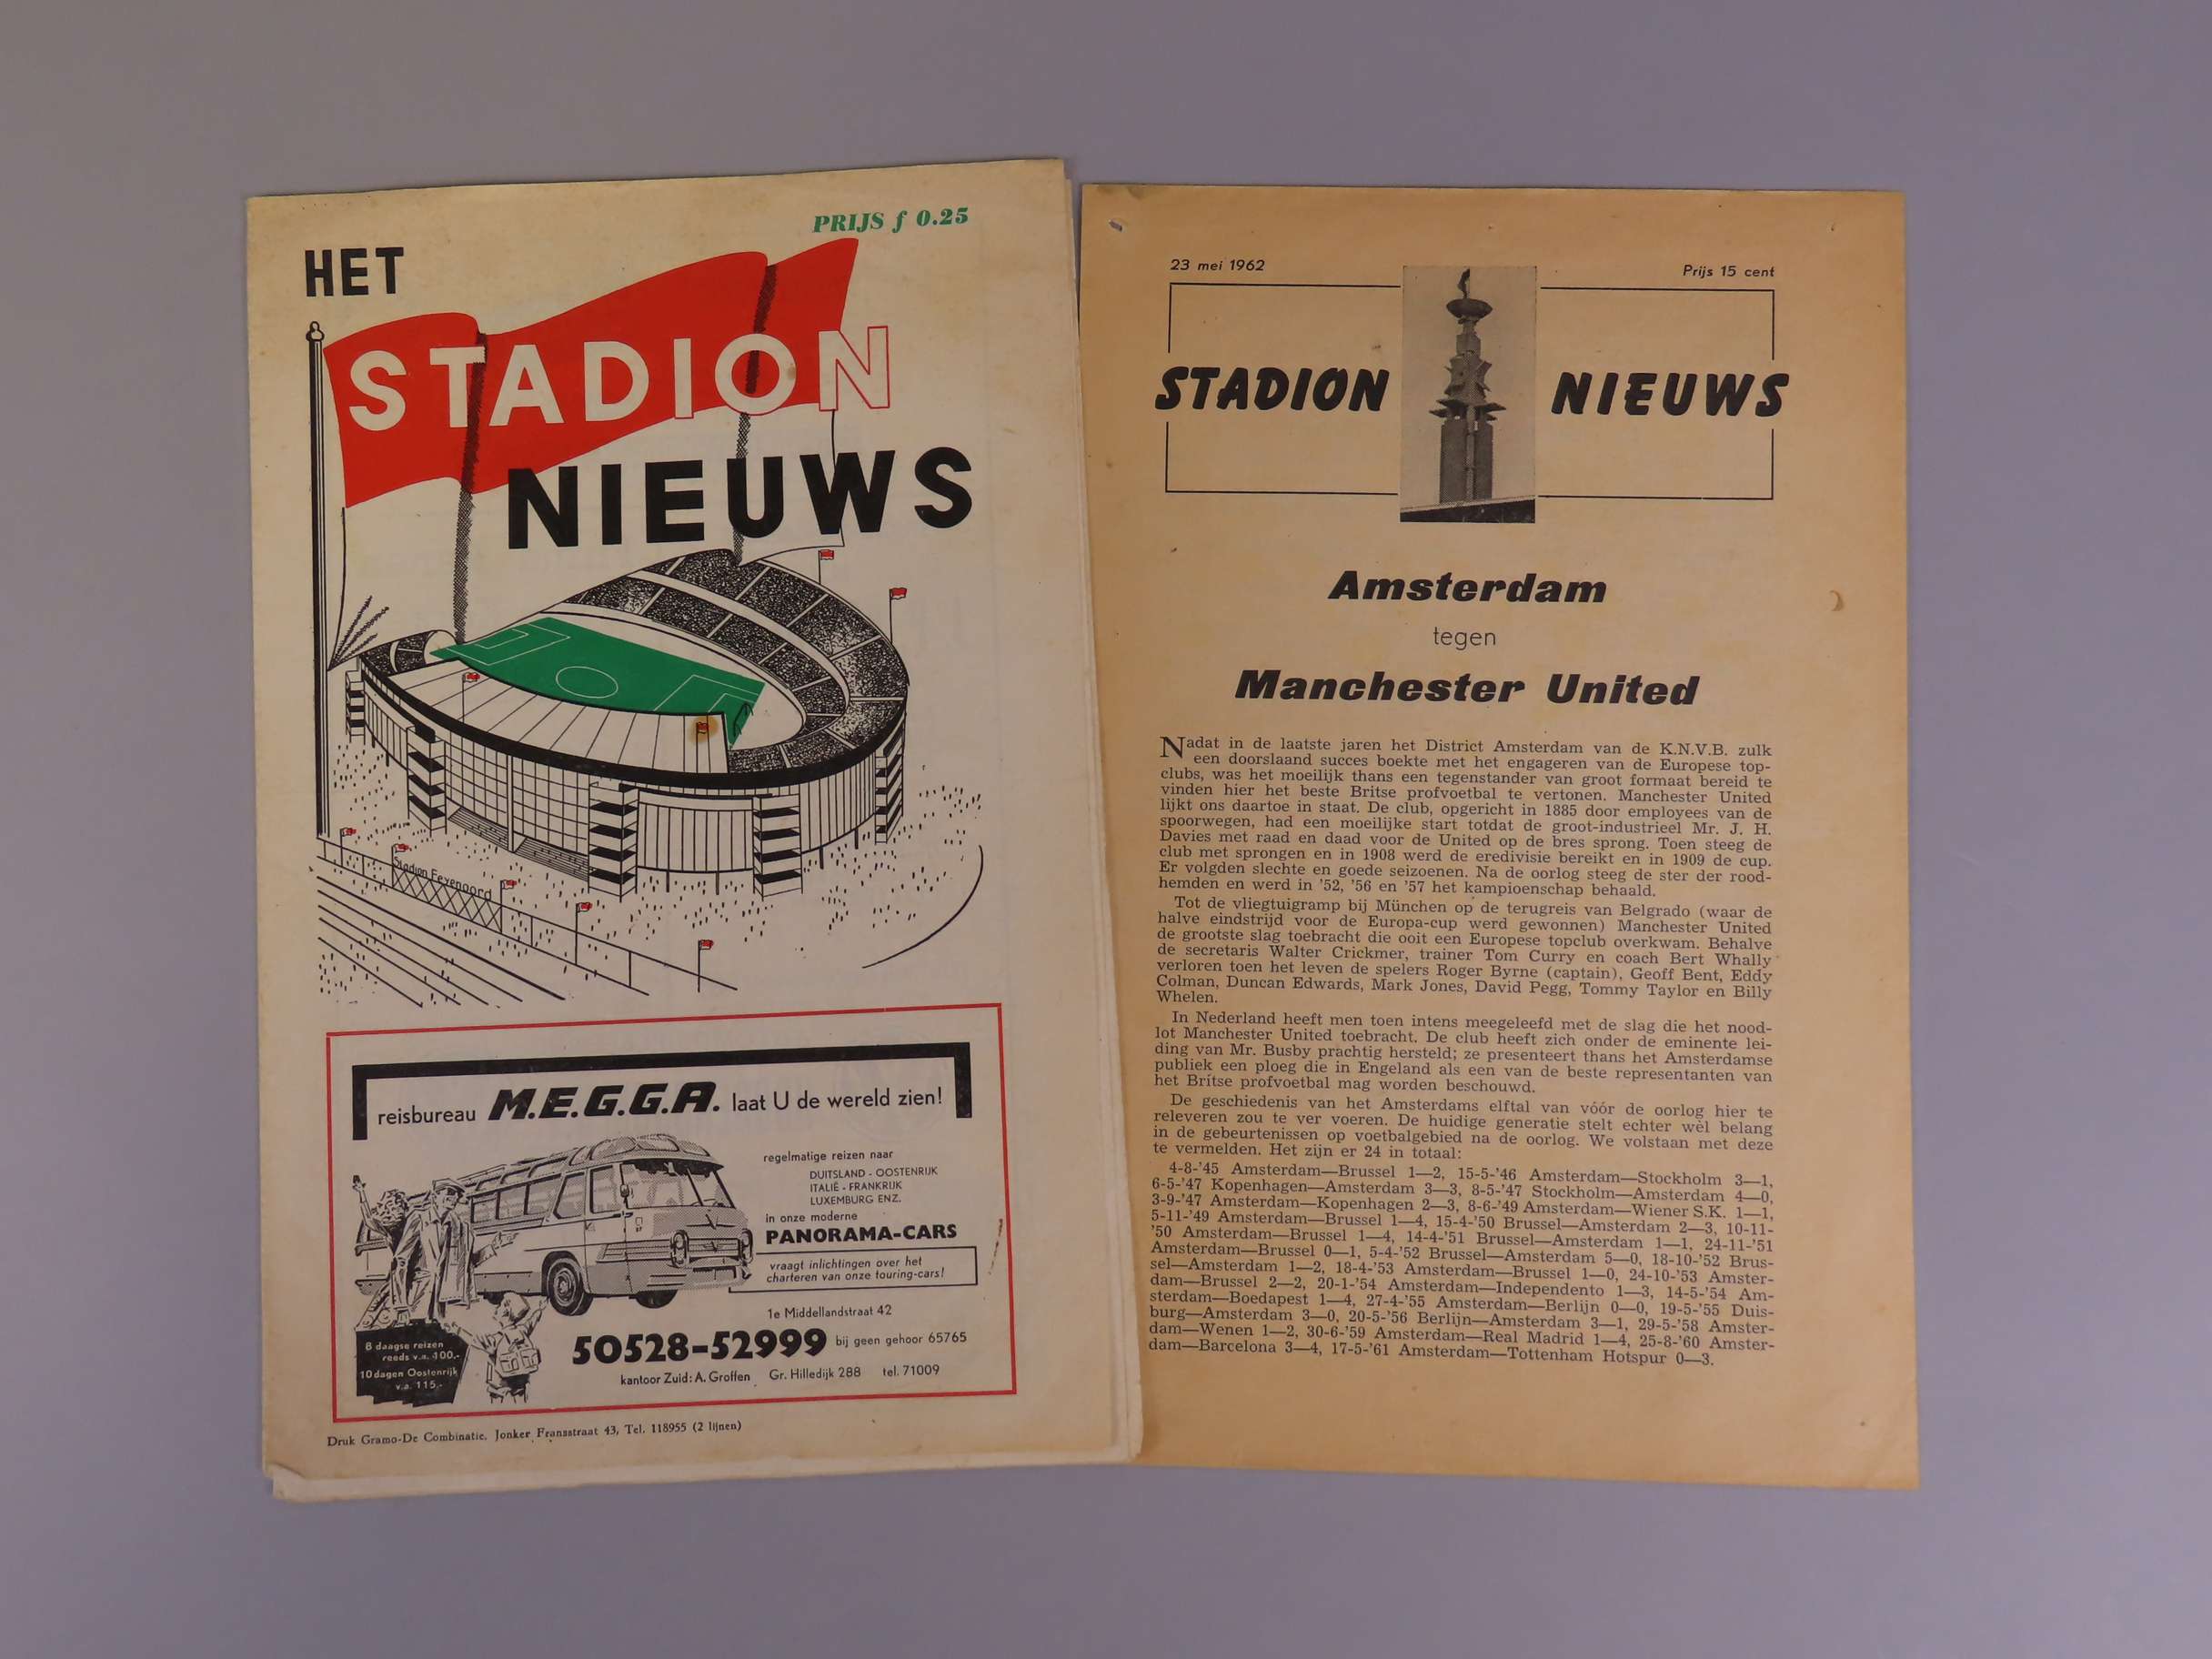 PRIJS f 0.25
HET
STADION
NIEUWS
Stadion Feyenoord
reisbureau M.E.G.G.A. laat U de wereld zien!
regelmatige reizen naar
DUITSLAND - OOSTENRIJK
ITALIË - FRANKRIJK
LUXEMBURG ENZ.
in onze moderne
PANORAMA-CARS
vraagt inlichtingen over het
charteren van onze touring-cars!
1e Middellandstraat 42
50528-52999 bij geen gehoor 65765
kantoor Zuid: A. Groffen Gr. Hilledijk 288 tel. 71009
8 daagse reizen
reeds v.a. 100.-
10 dagen Oostenrijk
v.a. 115.-
Druk Gramo-De Combinatie, Jonker Fransstraat 43, Tel. 118955 (2 lijnen)
23 mei 1962
Prijs 15 cent
STADION NIEUWS
Amsterdam
tegen
Manchester United
Nadat in de laatste jaren het District Amsterdam van de K.N.V.B. zulk
een doorslaand succes boekte met het engageren van de Europese top-
clubs, was het moeilijk thans een tegenstander van groot formaat bereid te
vinden hier het beste Britse profvoetbal te vertonen. Manchester United
lijkt ons daartoe in staat. De club, opgericht in 1885 door employees van de
spoorwegen, had een moeilijke start totdat de groot-industrieel Mr. J. H.
Davies met raad en daad voor de United op de bres sprong. Toen steeg de
club met sprongen en in 1908 werd de eredivisie bereikt en in 1909 de cup.
Er volgden slechte en goede seizoenen. Na de oorlog steeg de ster der rood-
hemden en werd in '52, '56 en '57 het kampioenschap behaald.
Tot de vliegtuigramp bij München op de terugreis van Belgrado (waar de
halve eindstrijd voor de Europa-cup werd gewonnen) Manchester United
de grootste slag toebracht die ooit een Europese topclub overkwam. Behalve
de secretaris Walter Crickmer, trainer Tom Curry en coach Bert Whally
verloren toen het leven de spelers Roger Byrne (captain), Geoff Bent, Eddy
Colman, Duncan Edwards, Mark Jones, David Pegg, Tommy Taylor en Billy
Whelen.
In Nederland heeft men toen intens meegeleefd met de slag die het nood-
lot Manchester United toebracht. De club heeft zich onder de eminente lei-
ding van Mr. Busby prachtig hersteld; ze presenteert thans het Amsterdamse
publiek een ploeg die in Engeland als een van de beste representanten van
het Britse profvoetbal mag worden beschouwd.
De geschiedenis van het Amsterdams elftal van vóór de oorlog hier te
releveren zou te ver voeren. De huidige generatie stelt echter wèl belang
in de gebeurtenissen op voetbalgebied na de oorlog. We volstaan met deze
te vermelden. Het zijn er 24 in totaal:
4-8-'45 Amsterdam—Brussel 1—2, 15-5-'46 Amsterdam—Stockholm 3—1,
6-5-'47 Kopenhagen—Amsterdam 3—3, 8-5-'47 Stockholm—Amsterdam 4—0,
3-9-'47 Amsterdam—Kopenhagen 2—3, 8-6-'49 Amsterdam—Wiener S.K. 1—1,
5-11-'49 Amsterdam—Brussel 1—4, 15-4-'50 Brussel—Amsterdam 2—3, 10-11-
'50 Amsterdam—Brussel 1—4, 14-4-'51 Brussel—Amsterdam 1—1, 24-11-'51
Amsterdam—Brussel 0—1, 5-4-'52 Brussel—Amsterdam 5—0, 18-10-'52 Brus-
sel—Amsterdam 1—2, 18-4-'53 Amsterdam—Brussel 1—0, 24-10-'53 Amster-
dam—Brussel 2—2, 20-1-'54 Amsterdam—Independento 1—3, 14-5-'54 Am-
sterdam—Boedapest 1—4, 27-4-'55 Amsterdam—Berlijn 0—0, 19-5-'55 Duis-
burg—Amsterdam 3—0, 20-5-'56 Berlijn—Amsterdam 3—1, 29-5-'58 Amster-
dam—Wenen 1—2, 30-6-'59 Amsterdam—Real Madrid 1—4, 25-8-'60 Amster-
dam—Barcelona 3—4, 17-5-'61 Amsterdam—Tottenham Hotspur 0—3.